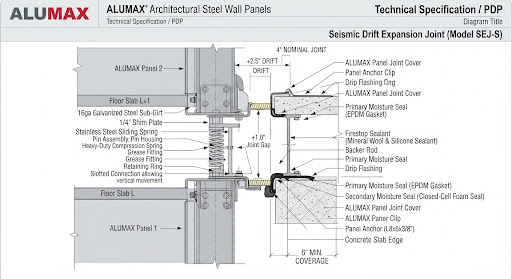 ALUMAX
ALUMAX® Architectural Steel Wall Panels
Technical Specification / PDP
Technical Specification / PDP
Diagram Title
Seismic Drift Expansion Joint (Model SEJ-S)
ALUMAX Panel 2
Floor Slab L+1
16ga Galvanized Steel Sub-Girt
1/4" Shim Plate
Stainless Steel Sliding Spring
Pin Assembly: Pin Housing
Heavy-Duty Compression Spring
Grease Fitting
Grease Fitting
Retaining Ring
Slotted Connection allowing
vertical movement
Floor Slab L
ALUMAX Panel 1
+2.5" DRIFT
DRIFT
4" NOMINAL JOINT
+1.0"
Joint Gap
6" MIN.
COVERAGE
ALUMAX Panel Joint Cover
Panel Anchor Clip
Drip Flashing Dng
ALUMAX Panel Joint Cover
Primary Moisture Seal
(EPDM Gasket)
Firestop Sealant
(Mineral Wool & Silicone Sealant)
Backer Rod
Primary Moisture Seal
Drip Flashing
Primary Moisture Seal (EPDM Gasket)
Secondary Moisture Seal (Closed-Cell Foam Seal)
ALUMAX Panel Joint Cover
ALUMAX Paner Clip
Panel Anchor (L8x6x3/8")
Concrete Slab Edge